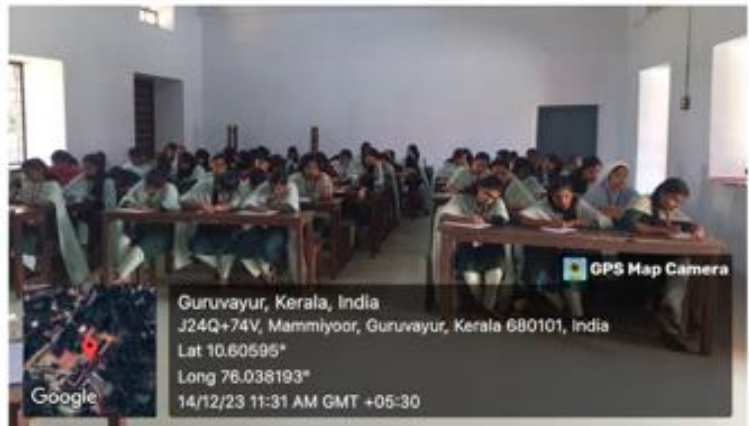 GPS Map Camera
Guruvayur, Kerala, India
J24Q+74V, Mammiyoor, Guruvayur, Kerala 680101, India
Lat 10.60595°
Long 76.038193°
14/12/23 11:31 AM GMT +05:30
Google